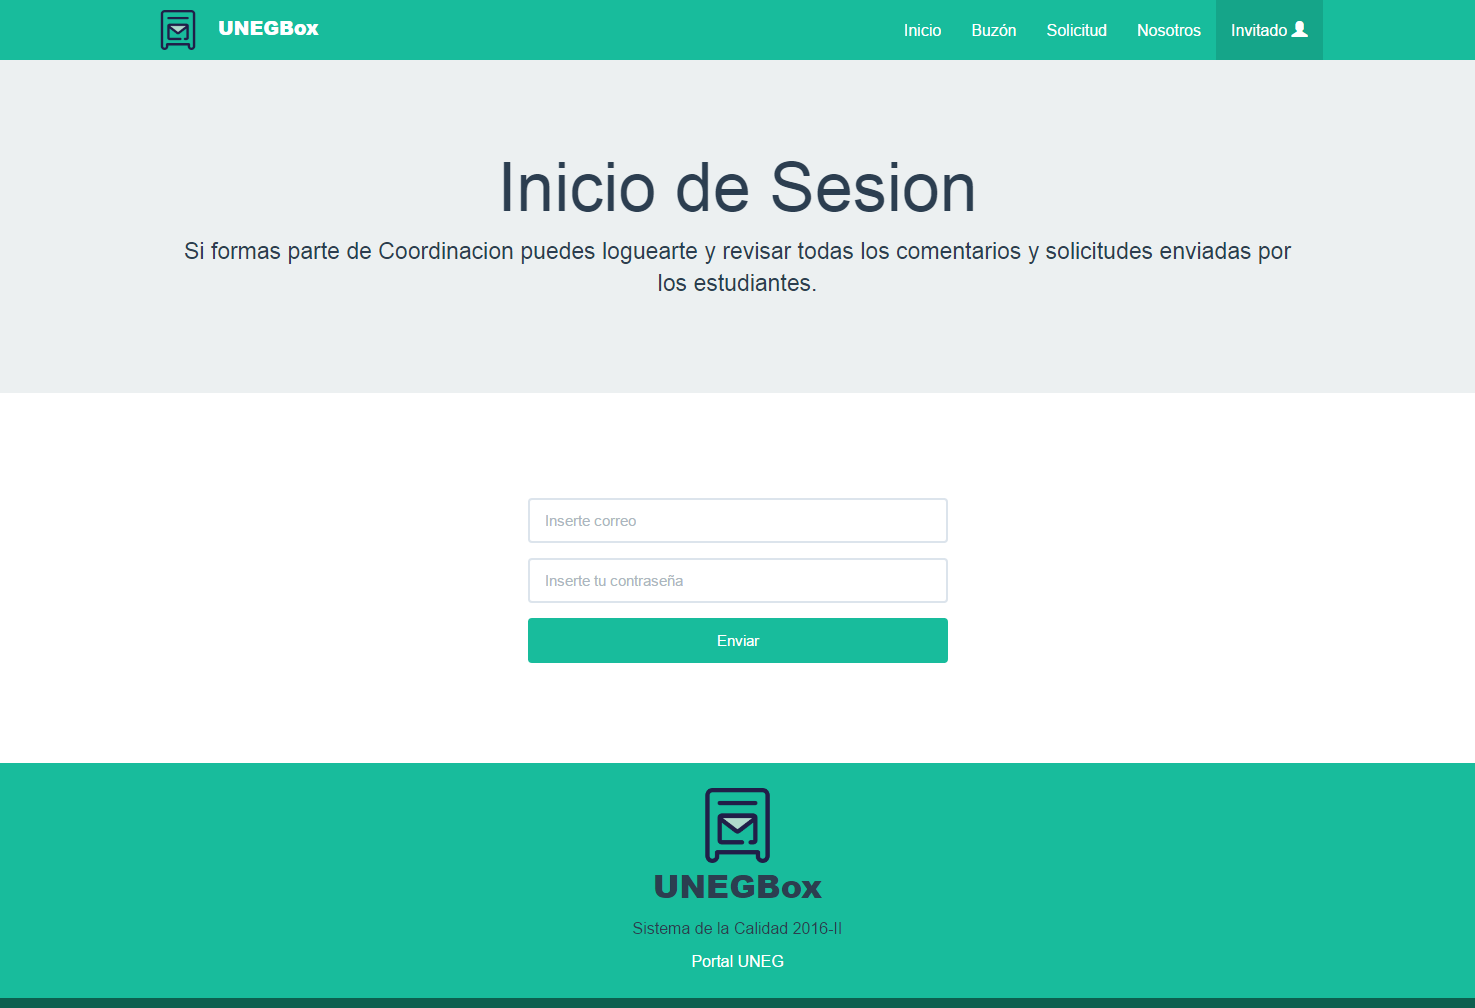 UNEGBox
Inicio Buzón Solicitud Nosotros Invitado
Inicio de Sesion
Si formas parte de Coordinacion puedes loguearte y revisar todas los comentarios y solicitudes enviadas por
los estudiantes.
Inserte correo
Inserte tu contraseña
Enviar
UNEGBox
Sistema de la Calidad 2016-II
Portal UNEG